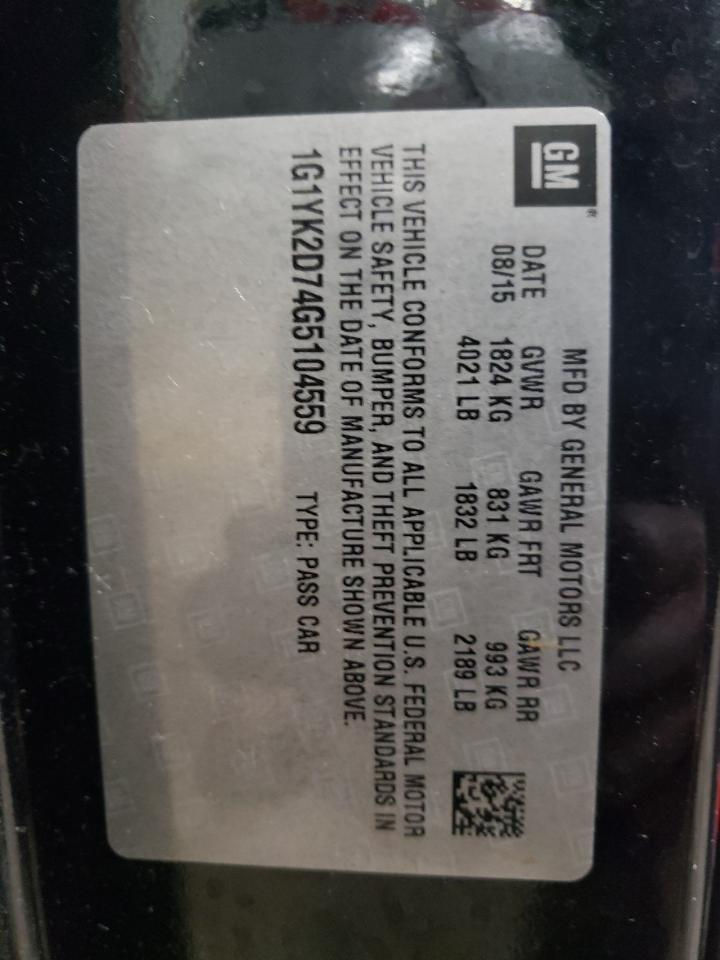 GM
MFD BY GENERAL MOTORS LLC
DATE GVWR GAWR FRT GAWR RR
08/15 1824 KG 831 KG 993 KG
4021 LB 1832 LB 2189 LB
THIS VEHICLE CONFORMS TO ALL APPLICABLE U.S. FEDERAL MOTOR
VEHICLE SAFETY, BUMPER, AND THEFT PREVENTION STANDARDS IN
EFFECT ON THE DATE OF MANUFACTURE SHOWN ABOVE.
1G1YK2D74G5104559 TYPE: PASS CAR